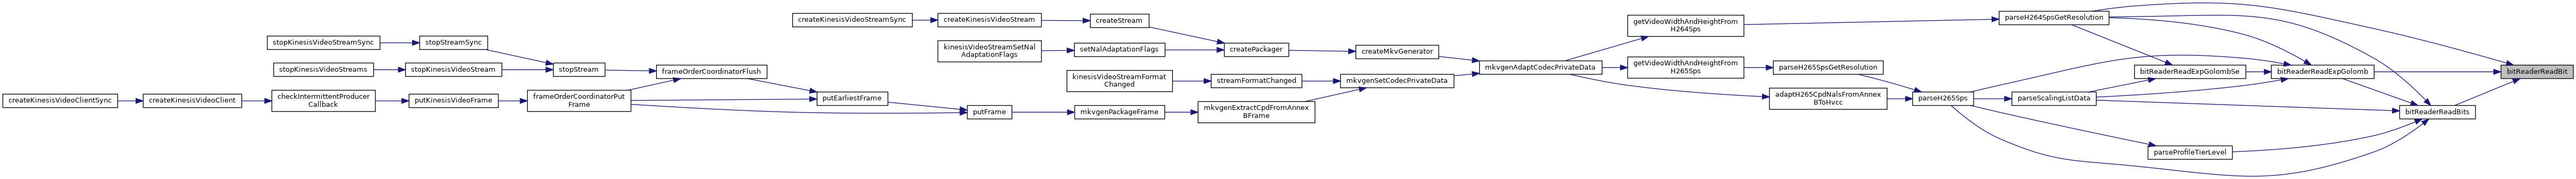 createKinesisVideoStreamSync
createKinesisVideoStream
createStream
stopKinesisVideoStreamSync
stopStreamSync
kinesisVideoStreamSetNal
AdaptationFlags
setNalAdaptationFlags
createPackager
createMkvGenerator
getVideoWidthAndHeightFrom
H264Sps
parseH264SpsGetResolution
stopKinesisVideoStreams
stopKinesisVideoStream
stopStream
frameOrderCoordinatorFlush
kinesisVideoStreamFormat
Changed
streamFormatChanged
mkvgenSetCodecPrivateData
mkvgenAdaptCodecPrivateData
getVideoWidthAndHeightFrom
H265Sps
parseH265SpsGetResolution
bitReaderReadExpGolombSe
bitReaderReadExpGolomb
bitReaderReadBit
createKinesisVideoClientSync
createKinesisVideoClient
checkIntermittentProducer
Callback
putKinesisVideoFrame
frameOrderCoordinatorPut
Frame
putEarliestFrame
putFrame
mkvgenPackageFrame
mkvgenExtractCpdFromAnnex
BFrame
adaptH265CpdNalsFromAnnex
BToHvcc
parseH265Sps
parseScalingListData
bitReaderReadBits
parseProfileTierLevel